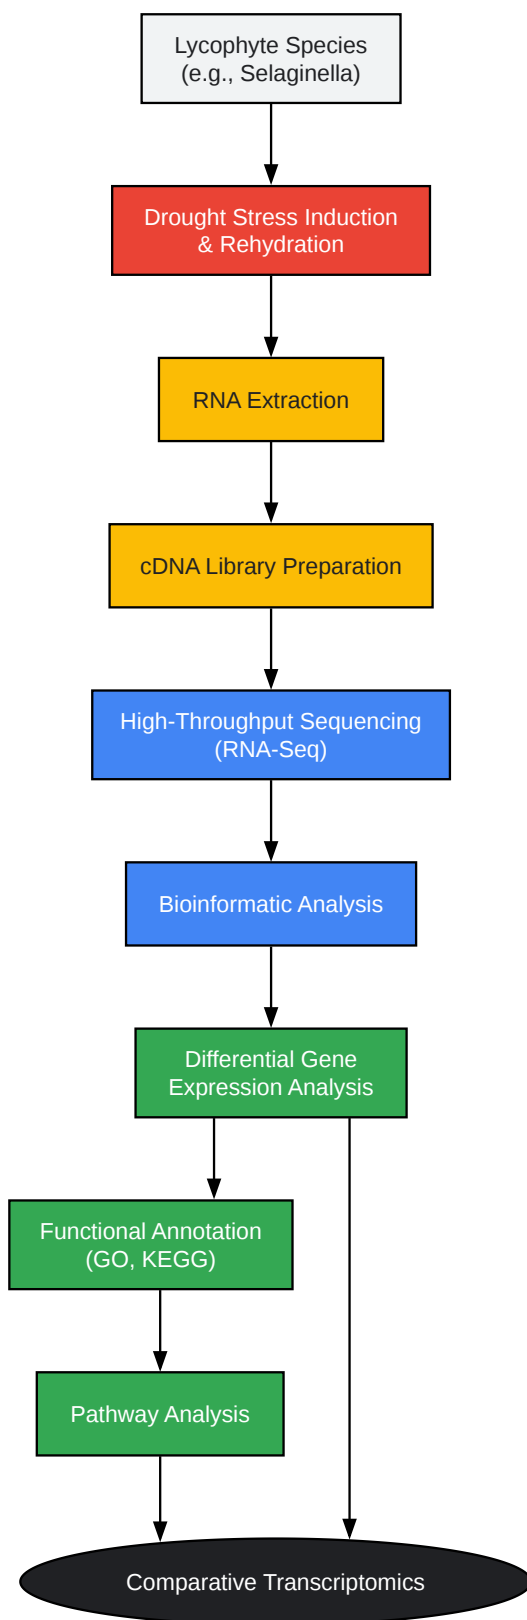 Lycophyte Species
(e.g., Selaginella)
Drought Stress Induction
& Rehydration
RNA Extraction
cDNA Library Preparation
High-Throughput Sequencing
(RNA-Seq)
Bioinformatic Analysis
Differential Gene
Expression Analysis
Functional Annotation
(GO, KEGG)
Pathway Analysis
Comparative Transcriptomics